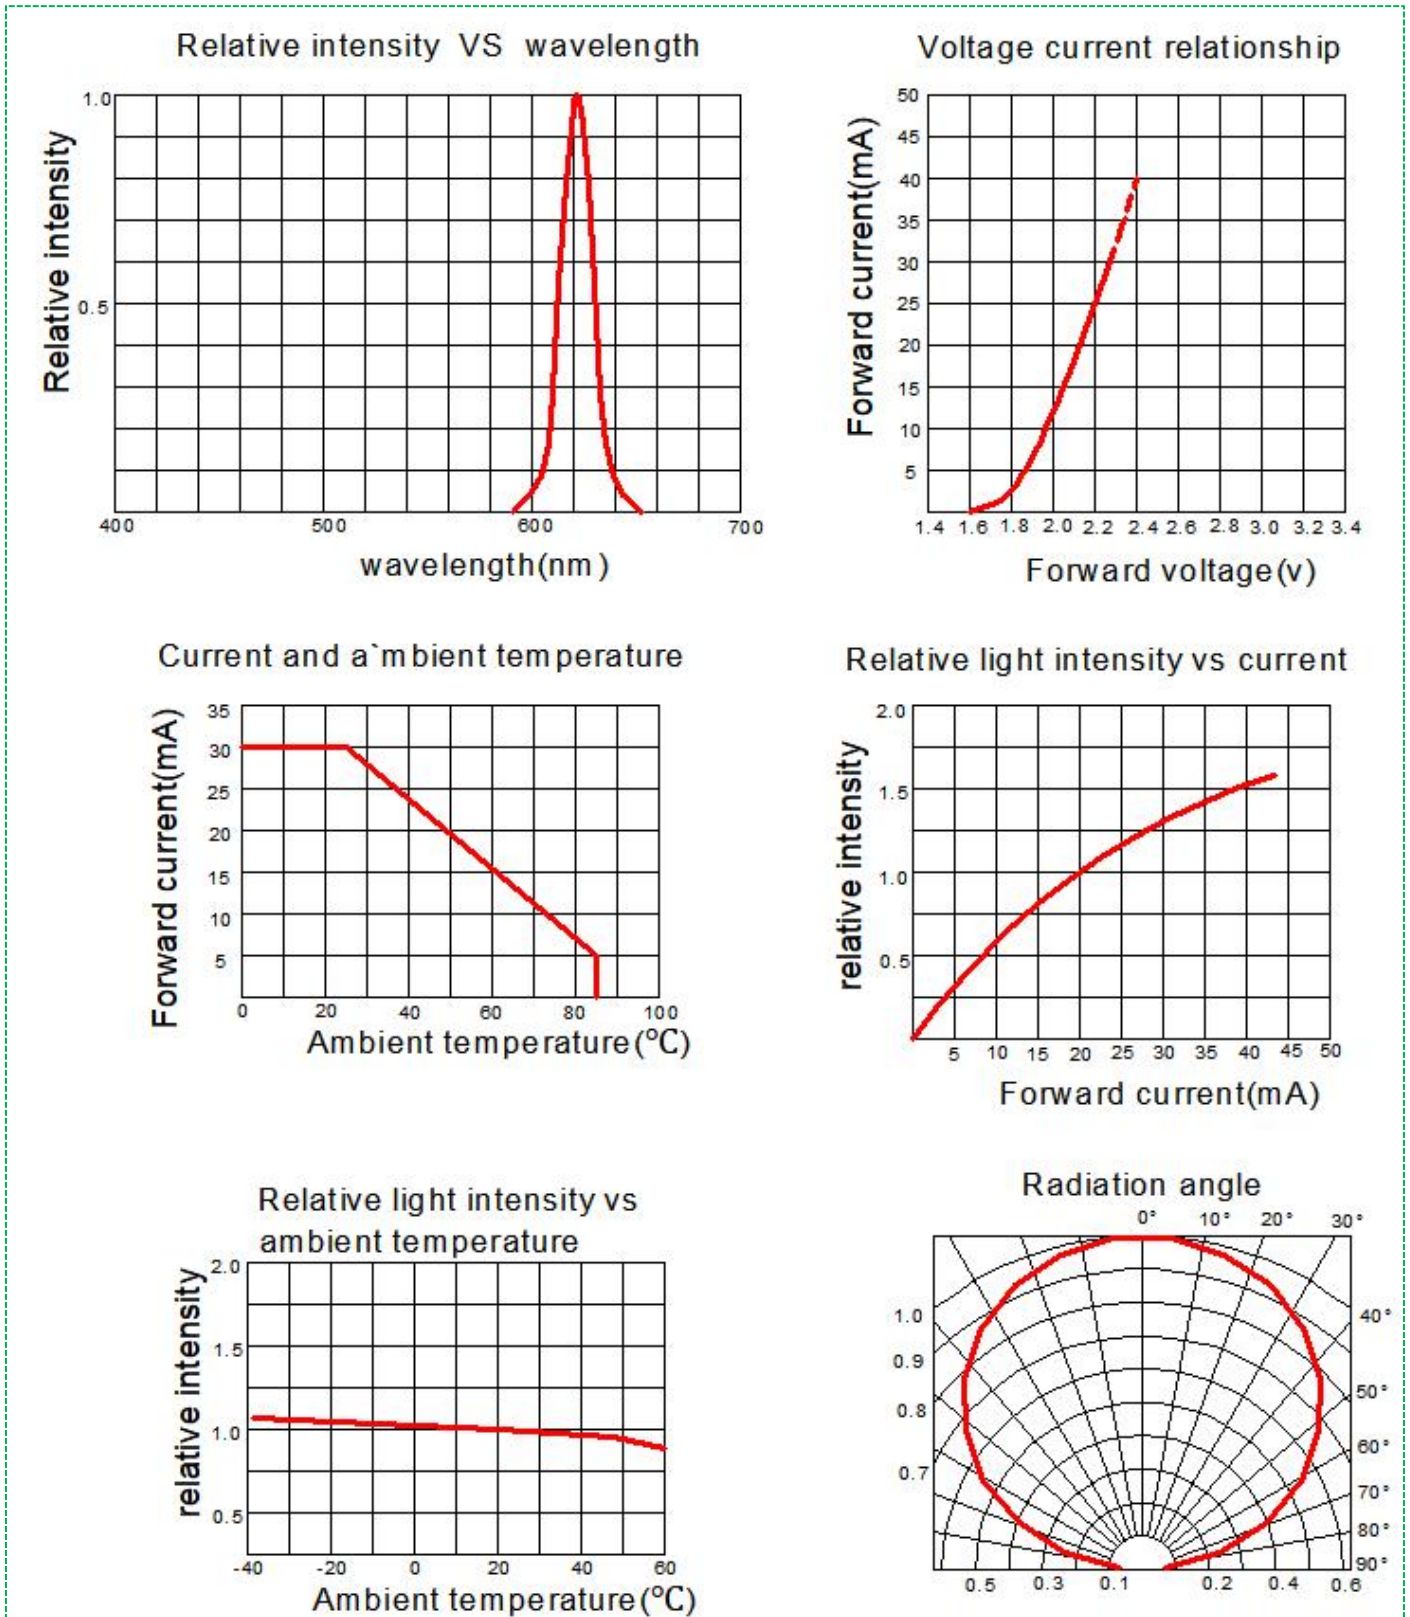 Relative intensity VS wavelength
Relative intensity
1.0
0.5
400 500 600 700
wavelength(nm)
Voltage current relationship
Forward current(mA)
50
45
40
35
30
25
20
15
10
5
1.4 1.6 1.8 2.0 2.2 2.4 2.6 2.8 3.0 3.2 3.4
Forward voltage(v)
Current and a`mbient temperature
Forward current(mA)
35
30
25
20
15
10
5
0 20 40 60 80 100
Ambient temperature(°C)
Relative light intensity vs current
relative intensity
2.0
1.5
1.0
0.5
5 10 15 20 25 30 35 40 45 50
Forward current(mA)
Relative light intensity vs
ambient temperature
relative intensity
2.0
1.5
1.0
0.5
-40 -20 0 20 40 60
Ambient temperature(°C)
Radiation angle
0° 10° 20° 30°
1.0 40°
0.9
0.8 50°
60°
0.7 70°
80°
90°
0.5 0.3 0.1 0.2 0.4 0.6